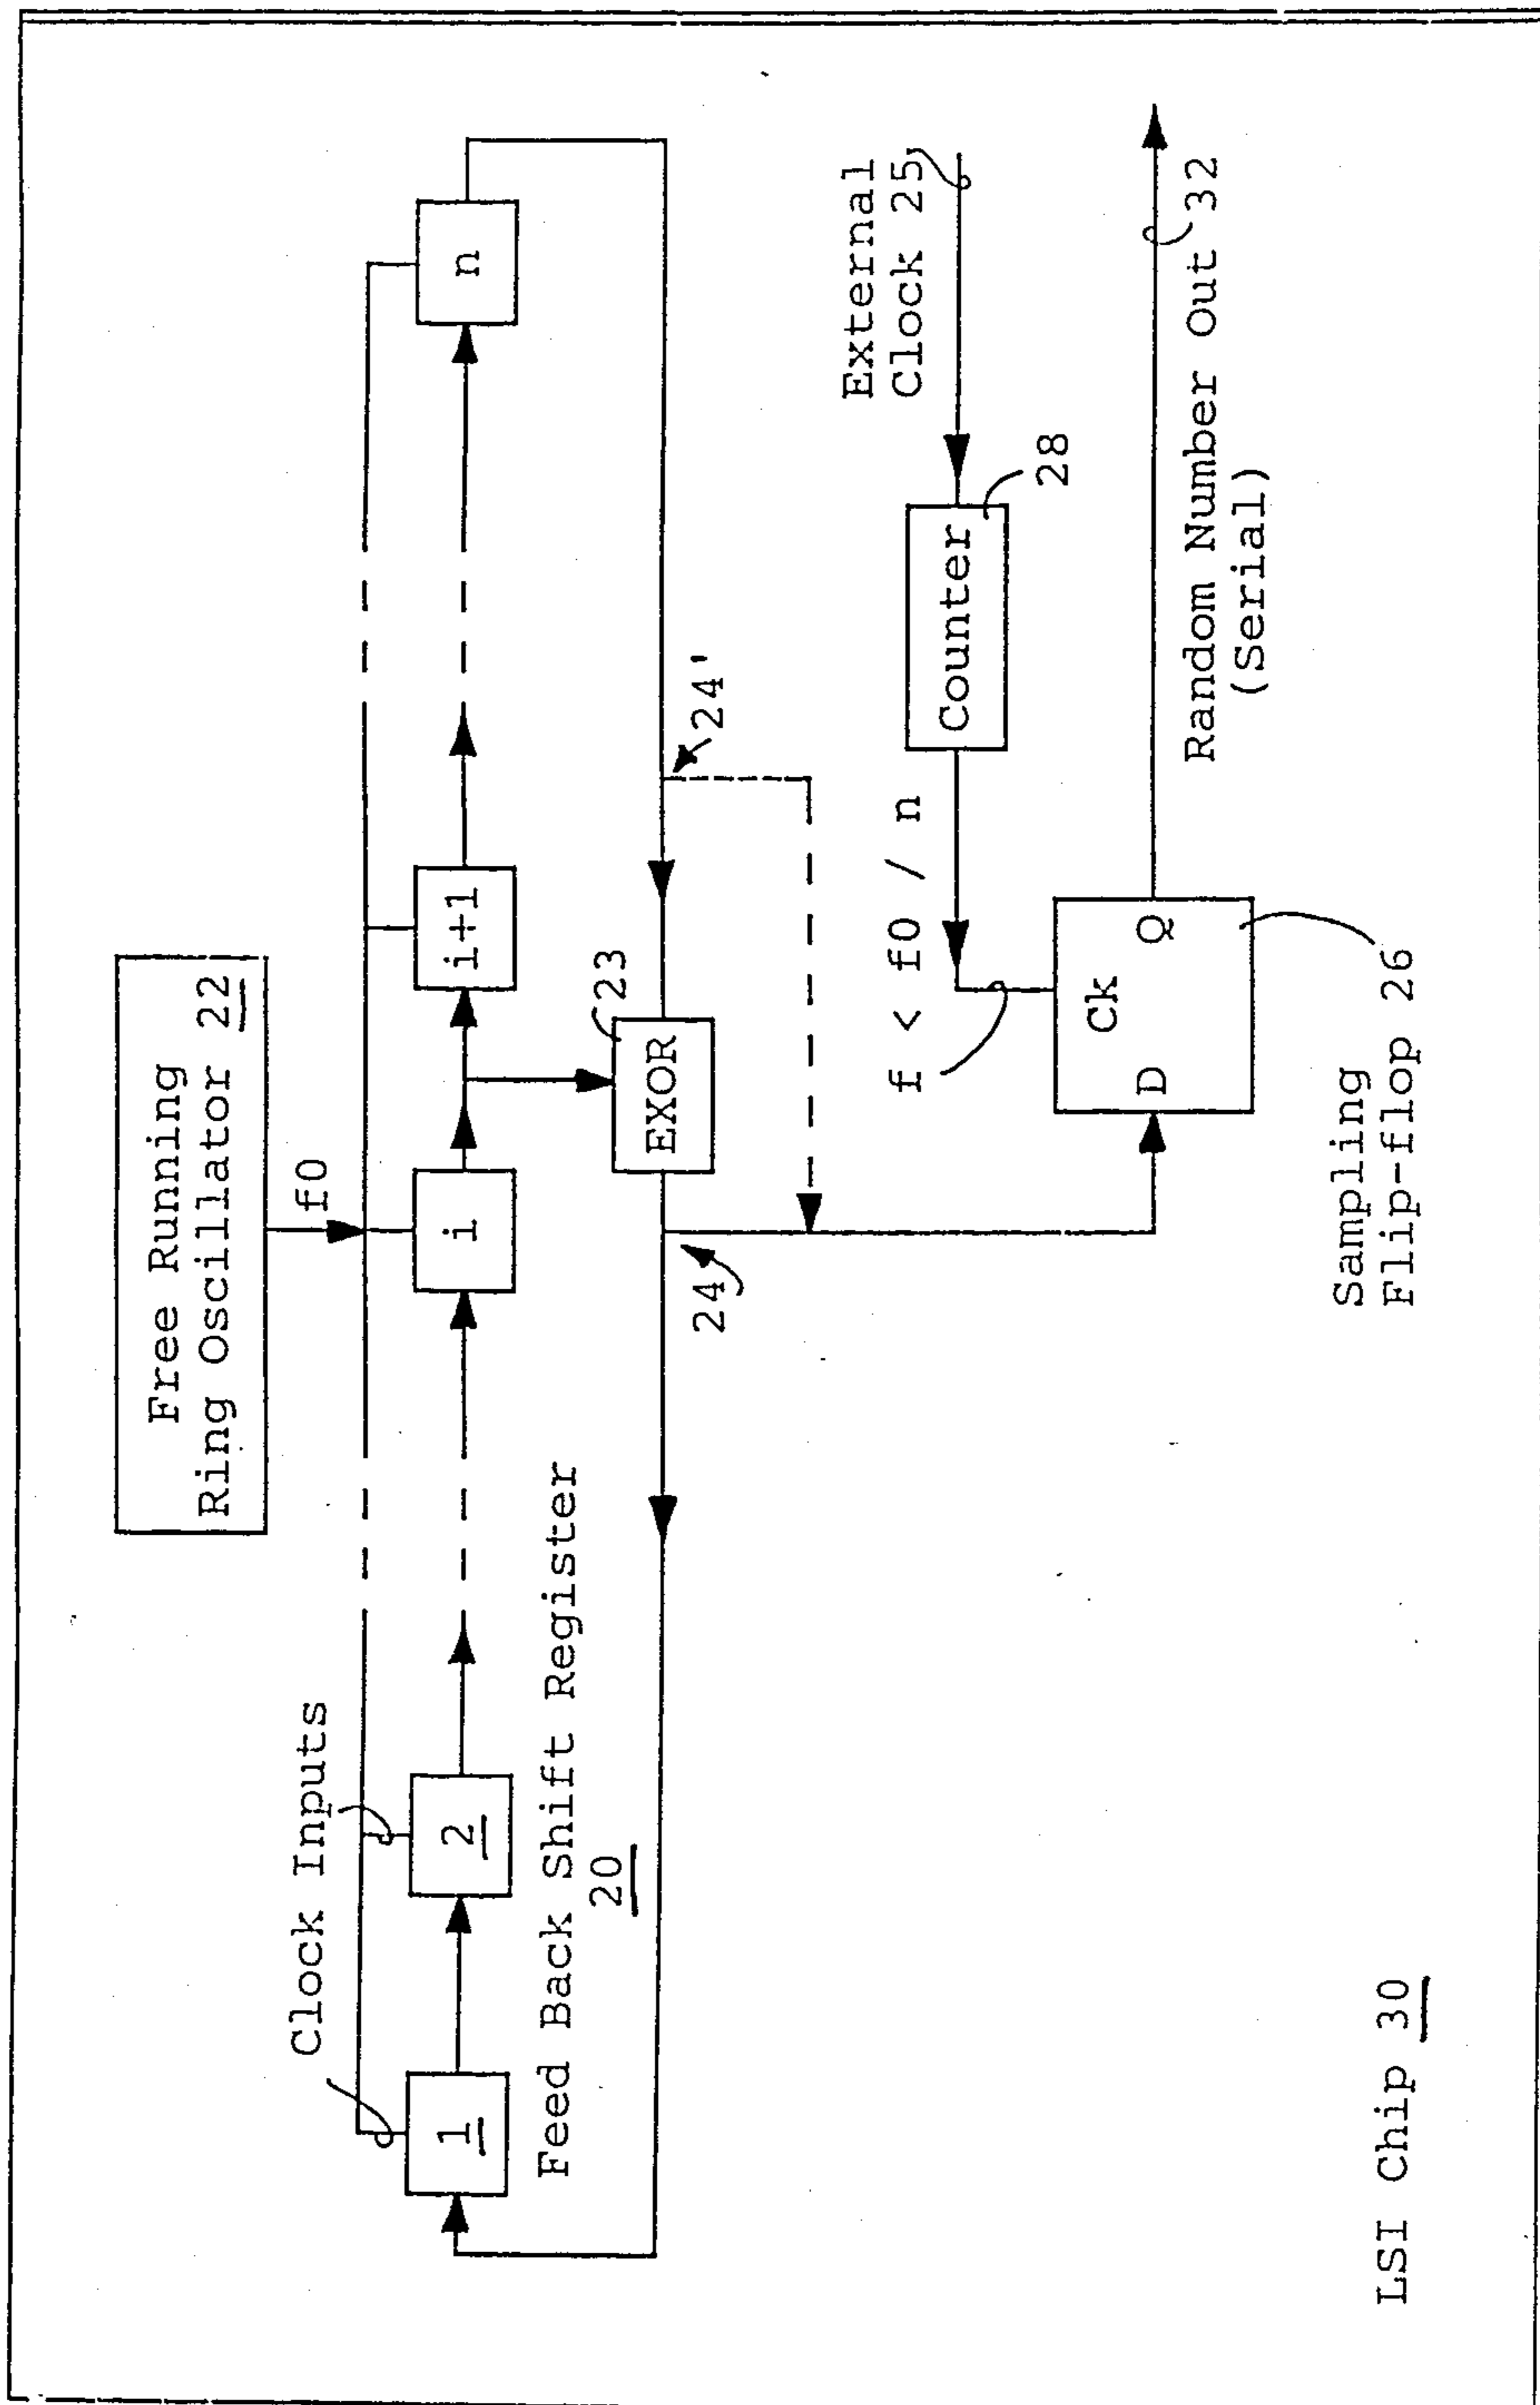 Free Running
Ring Oscillator 22
f0
Clock Inputs
1
2
i
i+1
n
Feed Back Shift Register
20
EXOR
23
24
24'
External
Clock 25
Counter
28
f < f0 / n
D
Ck
Q
Random Number Out 32
(Serial)
Sampling
Flip-flop 26
LSI Chip 30